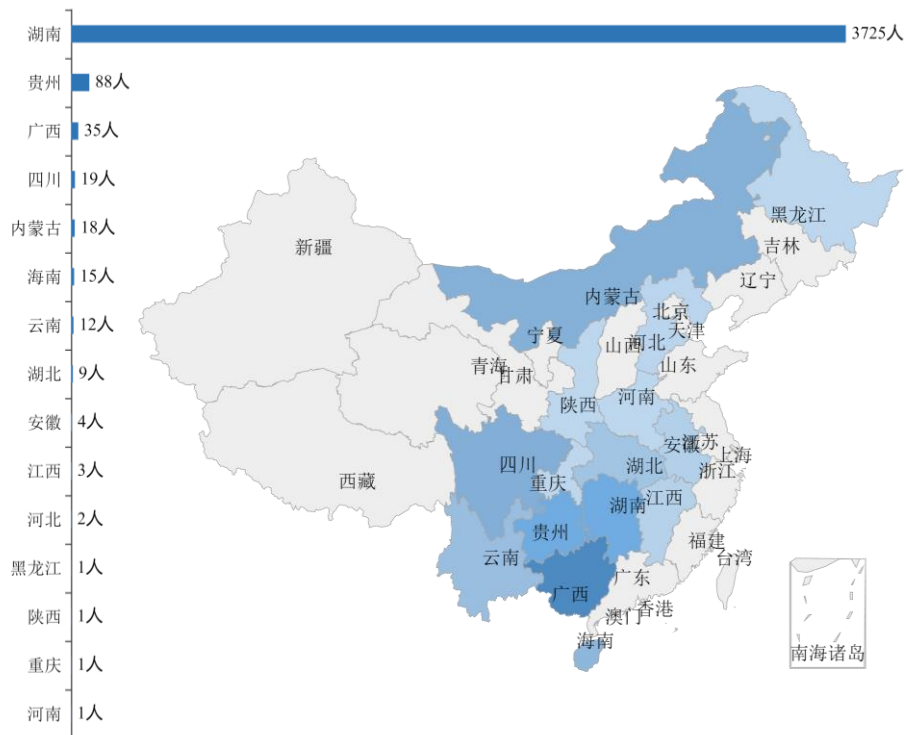 湖南 3725人
贵州 88人
广西 35人
四川 19人
内蒙古 18人
海南 15人
云南 12人
湖北 9人
安徽 4人
江西 3人
河北 2人
黑龙江 1人
陕西 1人
重庆 1人
河南 1人
黑龙江
吉林
新疆
辽宁
内蒙古
北京
天津
宁夏
山西
河北
青海
甘肃
山东
陕西
河南
安徽
江苏
上海
四川
湖北
浙江
西藏
重庆
湖南
江西
贵州
福建
云南
台湾
广东
广西
香港
澳门
海南
南海诸岛